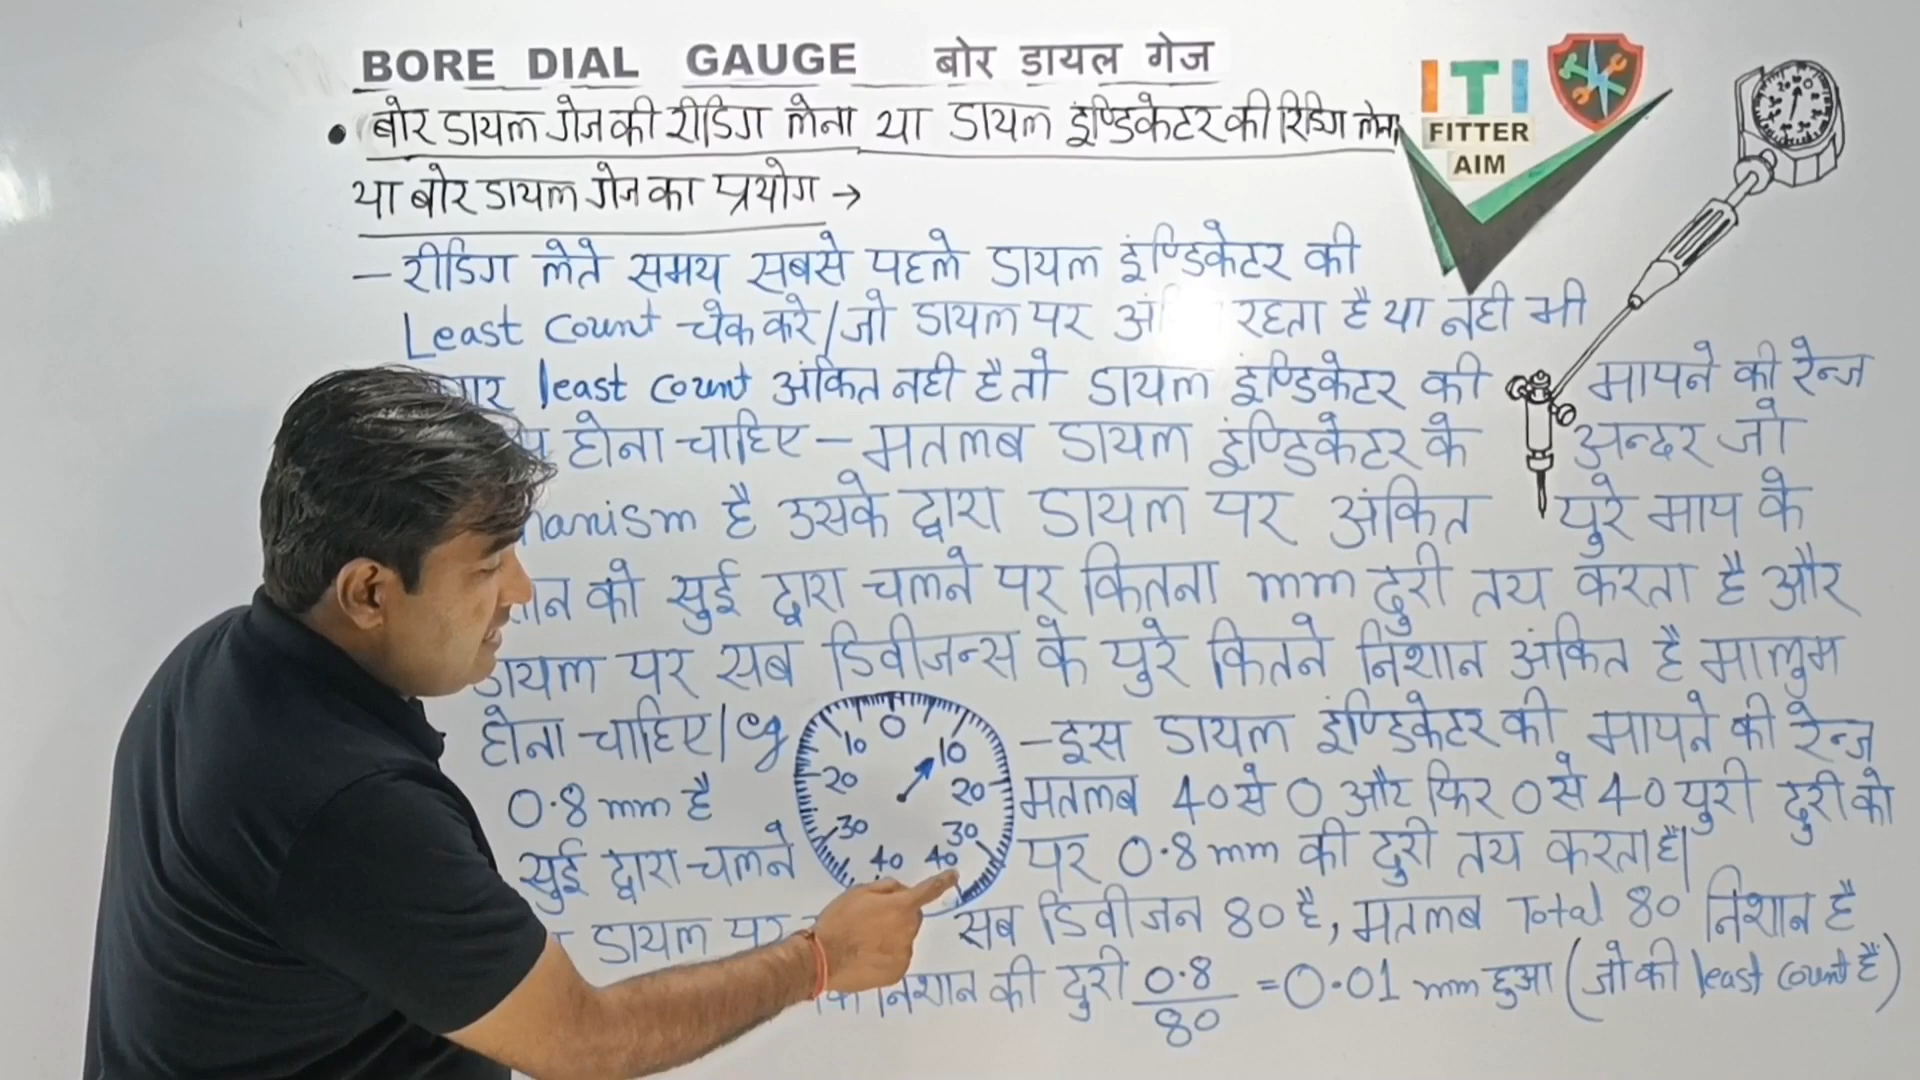 BORE DIAL GAUGE बोर डायल गेज
ITI
FITTER
AIM
• बोर डायल गेज की रीडिंग लेना या डायल इण्डिकेटर की रिडिंग लेना
या बोर डायल गेज का प्रयोग →
– रीडिंग लेते समय सबसे पहले डायल इंण्डिकेटर की
Least Count चेक करे/जो डायल पर रहता है या नही भी
least count अंकित नही है तो डायल इंण्डिकेटर की मापने की रेन्ज
होना चाहिए – मतलब डायल इंण्डिकेटर के अन्दर जो
है उसके द्वारा डायल पर अंकित पुरे माप के
को सुई द्वारा चलने पर कितना mm दुरी तय करता है और
डायल पर सब डिवीजन्स के पुरे कितने निशान अंकित है मालुम
होना चाहिए/eg – इस डायल इण्डिकेटर की मापने की रेन्ज
0.8 mm है मतलब 40 से 0 और फिर 0 से 40 पुरी दुरी को
सुई द्वारा चलने पर 0.8 mm की दुरी तय करता है|
0
10 10
20 20
30 30
40 40
डायल पर सब डिवीजन 80 है, मतलब Total 80 निशान है
निशान की दुरी 0.8/80 = 0.01 mm हुआ (जो की least count है)